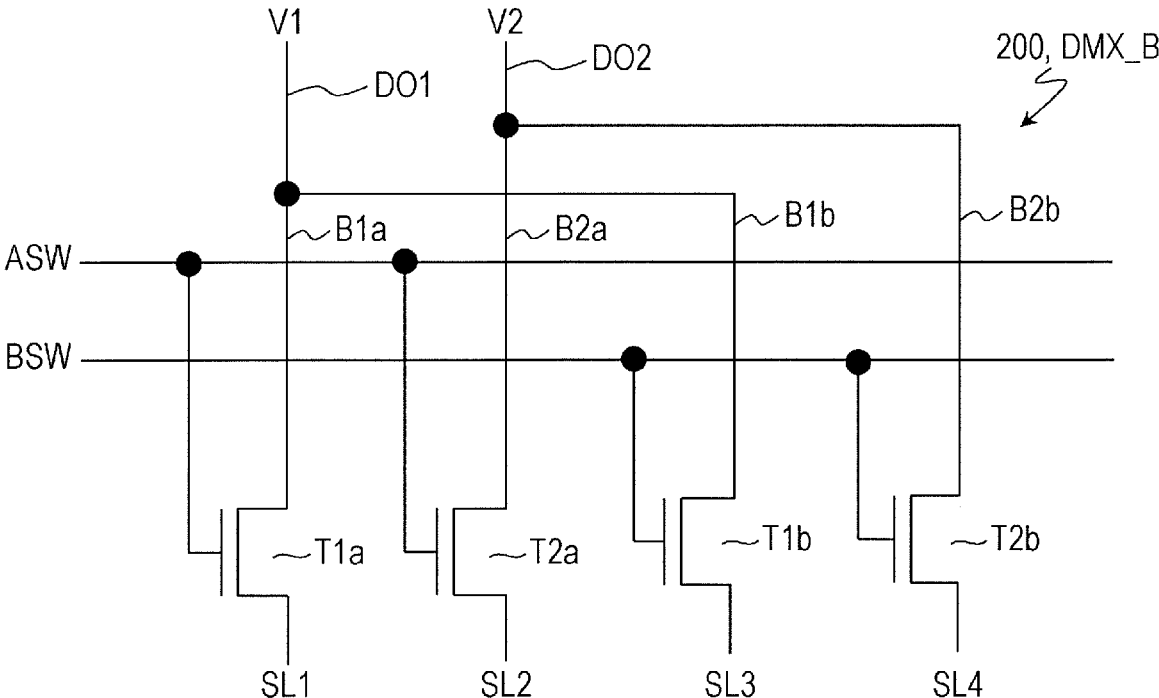 V1
V2
200, DMX_B
DO1
DO2
B1a
B2a
B1b
B2b
ASW
BSW
T1a
T2a
T1b
T2b
SL1
SL2
SL3
SL4